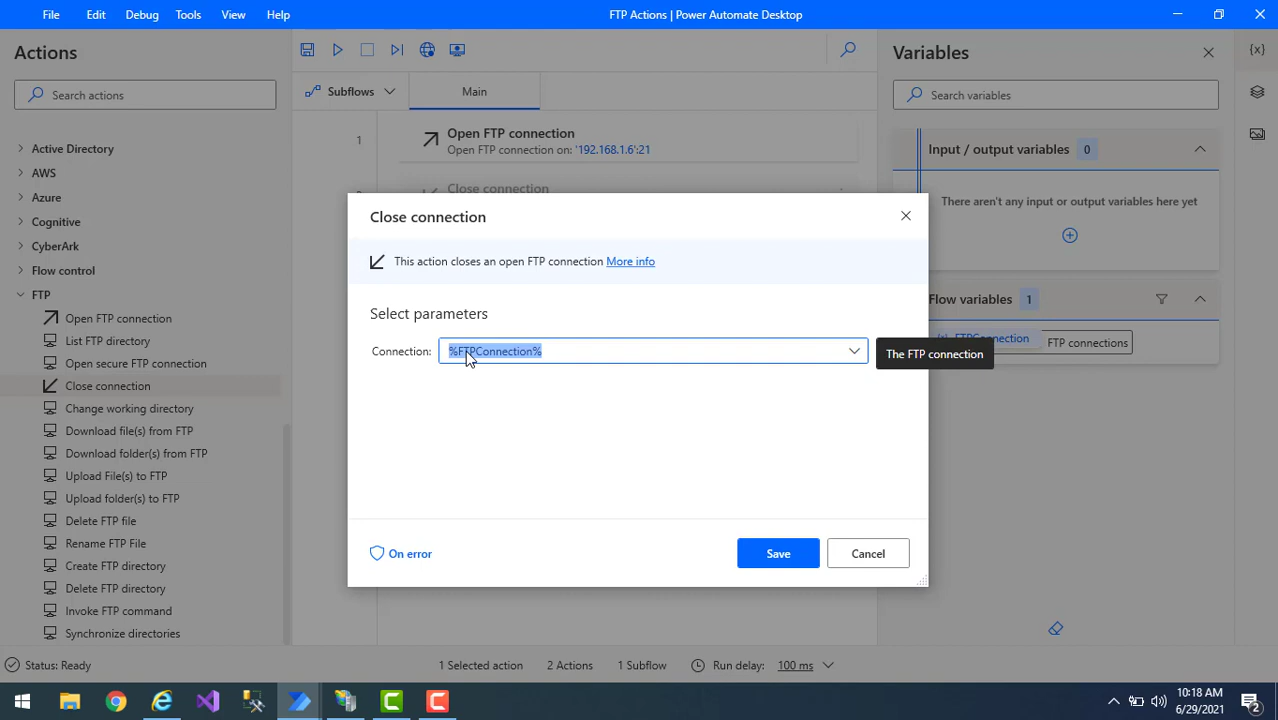 File Edit Debug Tools View Help
FTP Actions | Power Automate Desktop
Actions
Search actions
Active Directory
AWS
Azure
Cognitive
CyberArk
Flow control
FTP
Open FTP connection
List FTP directory
Open secure FTP connection
Close connection
Change working directory
Download file(s) from FTP
Download folder(s) from FTP
Upload File(s) to FTP
Upload folder(s) to FTP
Delete FTP file
Rename FTP File
Create FTP directory
Delete FTP directory
Invoke FTP command
Synchronize directories
Subflows
Main
1
Open FTP connection
Open FTP connection on: '192.168.1.6':21
Close connection
Close connection
This action closes an open FTP connection More info
Select parameters
Connection: %FTPConnection%
The FTP connection
On error
Save
Cancel
Variables
{x}
Search variables
Input / output variables 0
There aren't any input or output variables here yet
Flow variables 1
FTPConnection
FTP connections
Status: Ready
1 Selected action
2 Actions
1 Subflow
Run delay: 100 ms
10:18 AM
6/29/2021
2